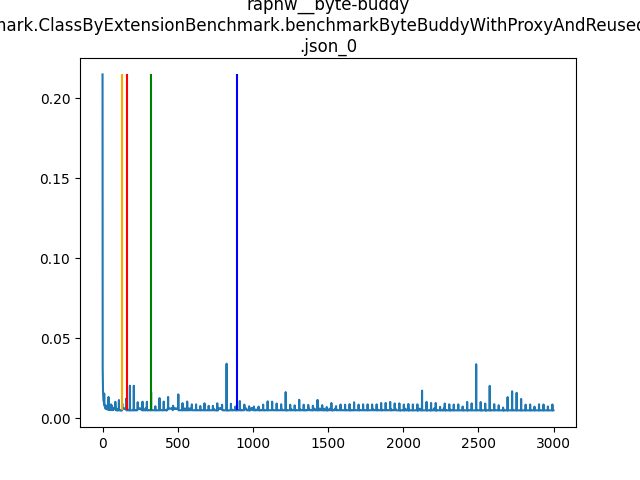 raphw__byte-buddy
mark.ClassByExtensionBenchmark.benchmarkByteBuddyWithProxyAndReused
.json_0
0.20
0.15
0.10
0.05
0.00
0 500 1000 1500 2000 2500 3000